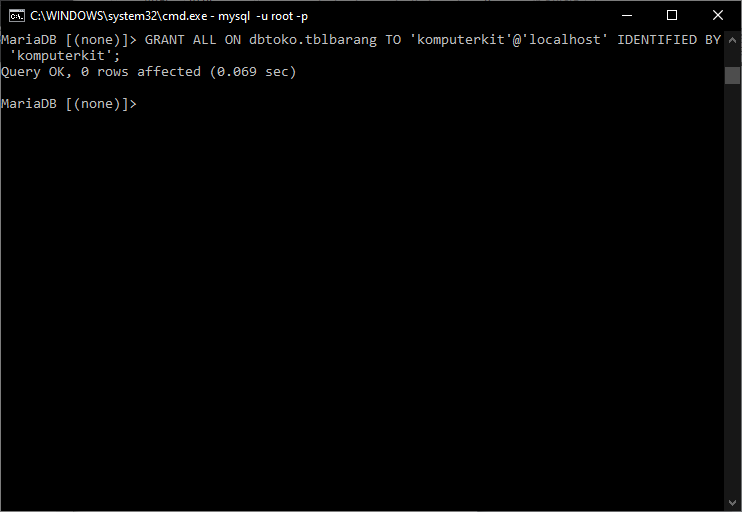 C:\WINDOWS\system32\cmd.exe - mysql  -u root -p
MariaDB [(none)]> GRANT ALL ON dbtoko.tblbarang TO 'komputerkit'@'localhost' IDENTIFIED BY
 'komputerkit';
Query OK, 0 rows affected (0.069 sec)
MariaDB [(none)]>